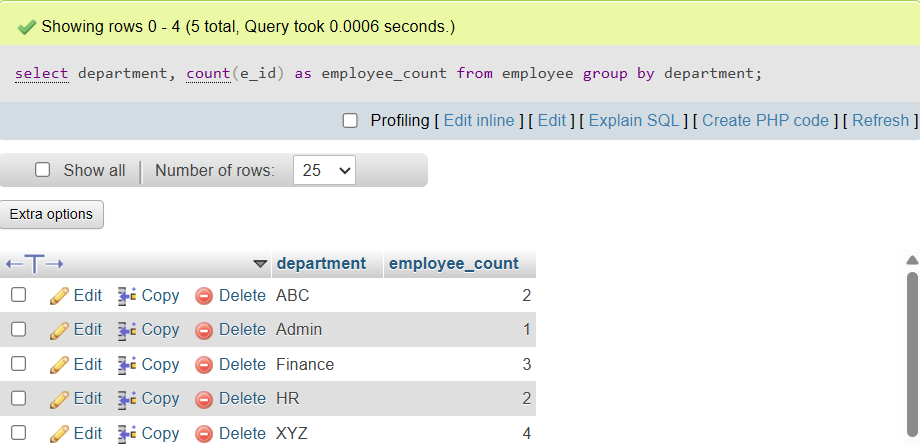 Showing rows 0 - 4 (5 total, Query took 0.0006 seconds.)
select department, count(e_id) as employee_count from employee group by department;
Profiling [ Edit inline ] [ Edit ] [ Explain SQL ] [ Create PHP code ] [ Refresh ]
Show all Number of rows: 25
Extra options
department employee_count
Edit Copy Delete ABC 2
Edit Copy Delete Admin 1
Edit Copy Delete Finance 3
Edit Copy Delete HR 2
Edit Copy Delete XYZ 4